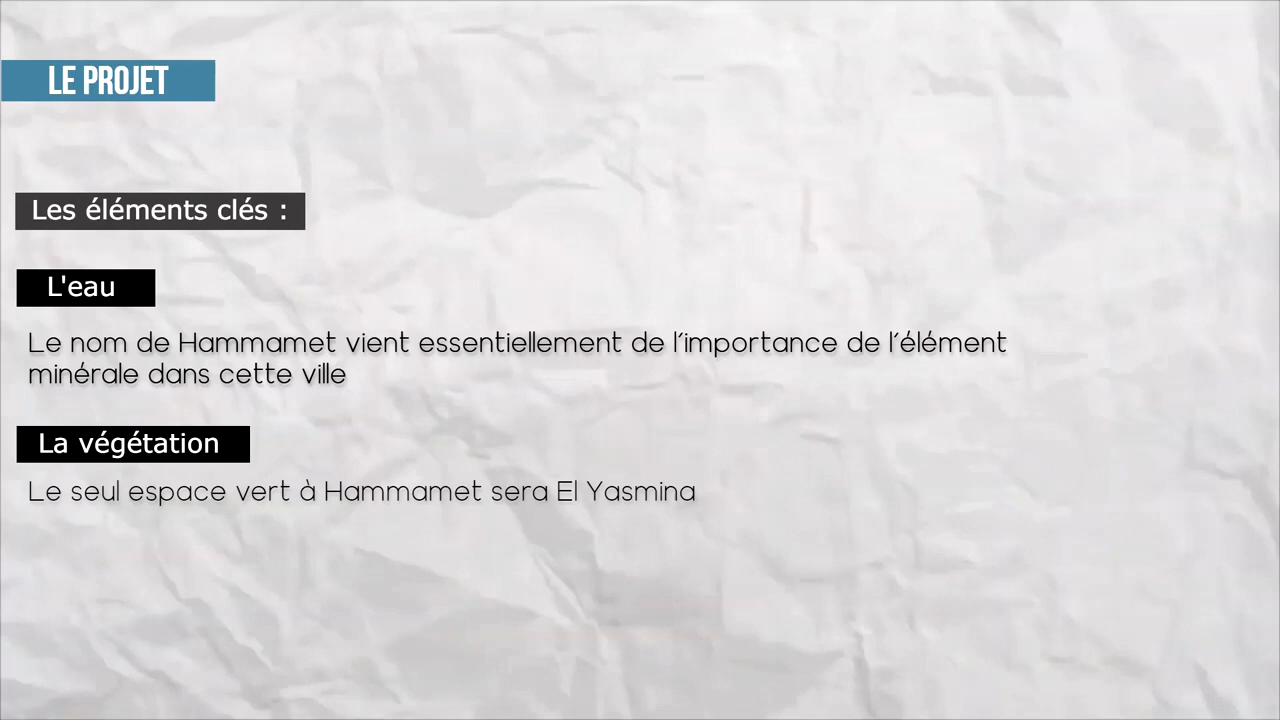 LE PROJET
Les éléments clés :
L'eau
Le nom de Hammamet vient essentiellement de l'importance de l'élément
minérale dans cette ville
La végétation
Le seul espace vert à Hammamet sera El Yasmina